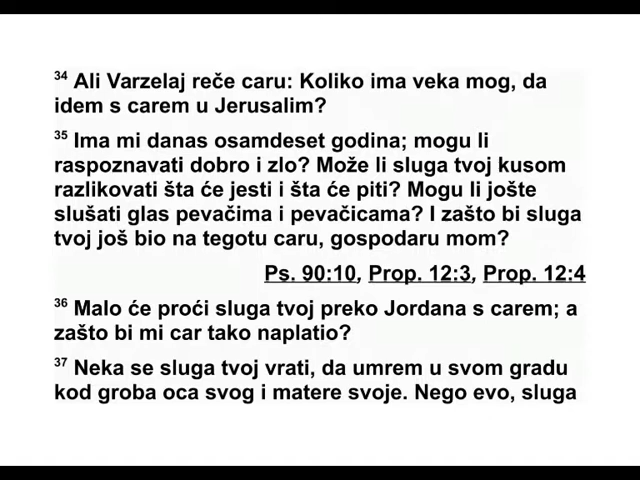 34 Ali Varzelaj reče caru: Koliko ima veka mog, da
idem s carem u Jerusalim?
35 Ima mi danas osamdeset godina; mogu li
raspoznavati dobro i zlo? Može li sluga tvoj kusom
razlikovati šta će jesti i šta će piti? Mogu li jošte
slušati glas pevačima i pevačicama? I zašto bi sluga
tvoj još bio na tegotu caru, gospodaru mom?
Ps. 90:10, Prop. 12:3, Prop. 12:4
36 Malo će proći sluga tvoj preko Jordana s carem; a
zašto bi mi car tako naplatio?
37 Neka se sluga tvoj vrati, da umrem u svom gradu
kod groba oca svog i matere svoje. Nego evo, sluga